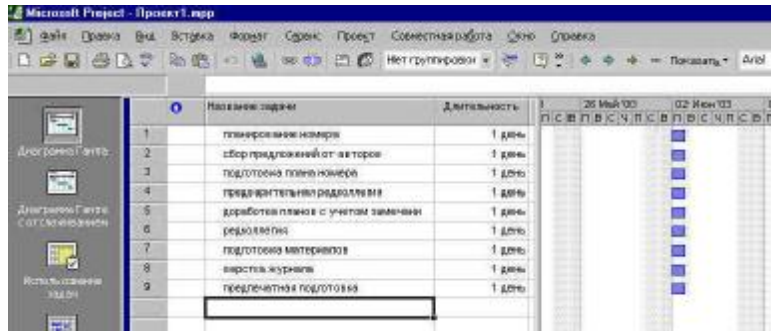 Microsoft Project - Проект1.mpp
Файл Правка Вид Вставка Формат Сервис Проект Совместная работа Окно Справка
Нет группировки Показать Arial
Название задачи Длительность 26 Май '03 02 Июн '03
П С В П В С Ч П С В П В С Ч П С В П
1 планирование номера 1 день
2 сбор предложений от авторов 1 день
3 подготовка плана номера 1 день
4 предварительная редколлегия 1 день
5 доработка планов с учетом замечани 1 день
6 редколлегия 1 день
7 подготовка материалов 1 день
8 верстка журнала 1 день
9 предпечатная подготовка 1 день
Диаграмма Ганта
Диаграмма Ганта
с отслеживанием
Использование
задач